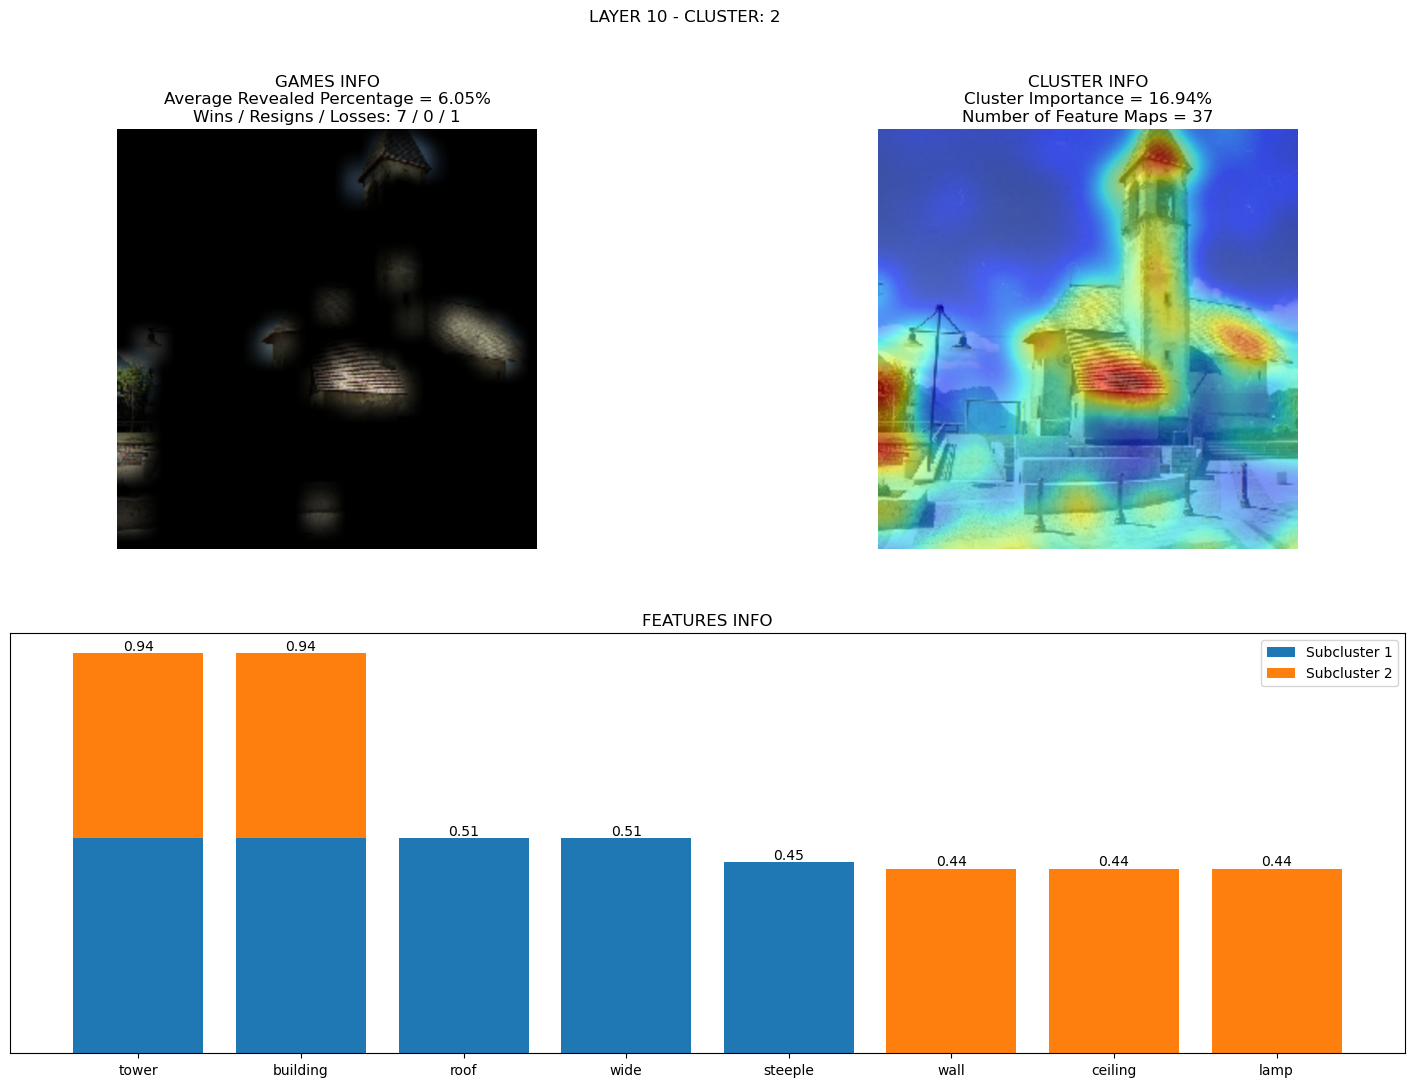 LAYER 10 - CLUSTER: 2
GAMES INFO
Average Revealed Percentage = 6.05%
Wins / Resigns / Losses: 7 / 0 / 1
CLUSTER INFO
Cluster Importance = 16.94%
Number of Feature Maps = 37
FEATURES INFO
0.94
0.94
0.51
0.51
0.45
0.44
0.44
0.44
Subcluster 1
Subcluster 2
tower
building
roof
wide
steeple
wall
ceiling
lamp